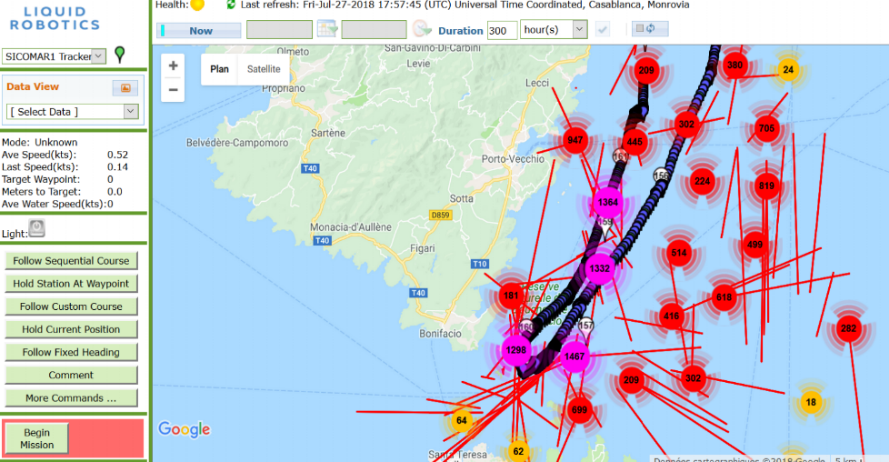 LIQUID
ROBOTICS
Health:
Last refresh: Fri-Jul-27-2018 17:57:45 (UTC) Universal Time Coordinated, Casablanca, Monrovia
Now
Duration 300 hour(s)
SICOMAR1 Tracker
Data View
[ Select Data ]
Mode: Unknown
Ave Speed(kts): 0.52
Last Speed(kts): 0.14
Target Waypoint:
Meters to Target: 0.0
Ave Water Speed(kts):0
Light:
Follow Sequential Course
Hold Station At Waypoint
Follow Custom Course
Hold Current Position
Follow Fixed Heading
Comment
More Commands ...
Begin
Mission
+
−
Plan
Satellite
Olmeto
San-Gavino-Di-Carbini
Levie
Propriano
Lecci
Sartène
Belvédère-Campomoro
T40
Porto-Vecchio
Sotta
D859
Monacia-d'Aullène
T40
Figari
T10
T40
Bonifacio
209
380
24
302
705
947
445
161
156
224
819
1364
159
499
514
1332
181
618
416
282
160
157
1298
1467
209
302
18
699
64
62
Google
Données cartographiques ©2018 Google
5 km